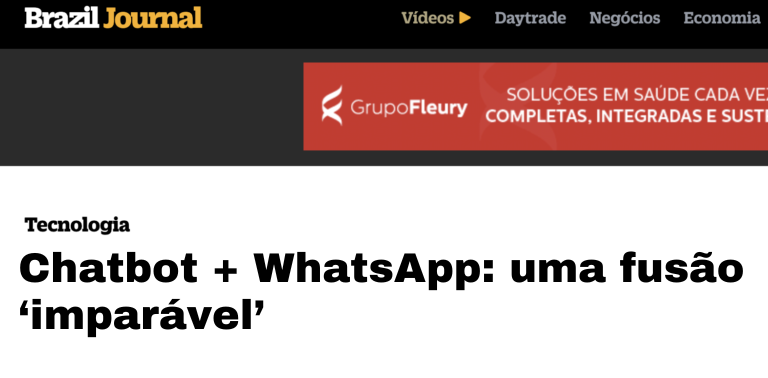 Brazil Journal
Vídeos Daytrade Negócios Economia
GrupoFleury
SOLUÇÕES EM SAÚDE CADA
COMPLETAS, INTEGRADAS E
Tecnologia
Chatbot + WhatsApp: uma fusão
‘imparável’